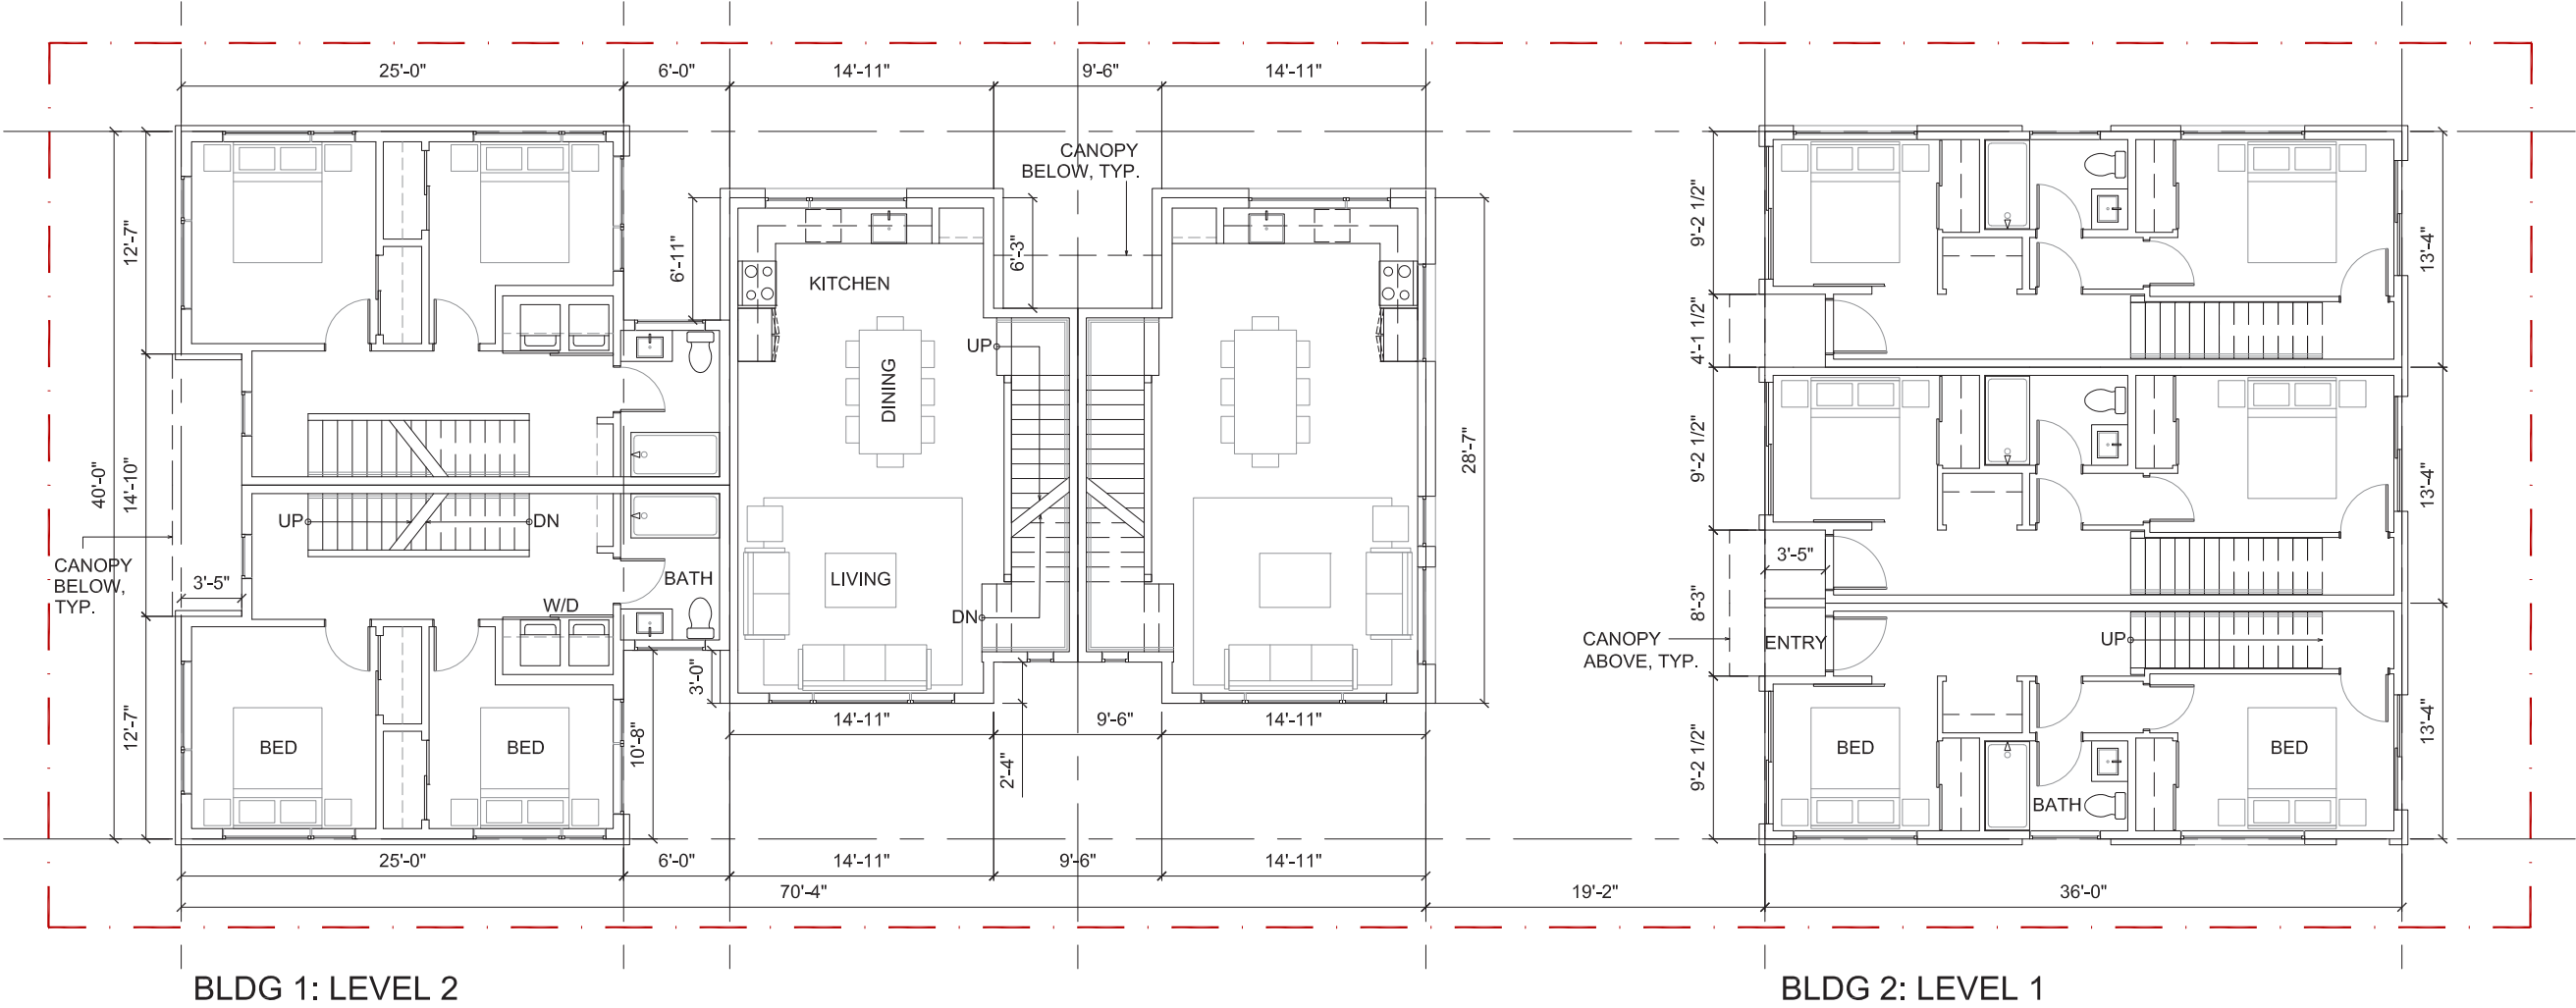 25'-0"
6'-0"
14'-11"
9'-6"
14'-11"
CANOPY
BELOW, TYP.
12'-7"
6'-11"
6'-3"
KITCHEN
9'-2 1/2"
13'-4"
UP
DINING
4'-1 1/2"
40'-0"
14'-10"
28'-7"
9'-2 1/2"
13'-4"
UP
DN
CANOPY
BELOW,
TYP.
3'-5"
W/D
BATH
LIVING
DN
3'-5"
8'-3"
CANOPY
ABOVE, TYP.
ENTRY
UP
3'-0"
12'-7"
BED
BED
10'-8"
14'-11"
9'-6"
14'-11"
2'-4"
9'-2 1/2"
BED
BATH
BED
13'-4"
25'-0"
6'-0"
14'-11"
9'-6"
14'-11"
70'-4"
19'-2"
36'-0"
BLDG 1: LEVEL 2
BLDG 2: LEVEL 1